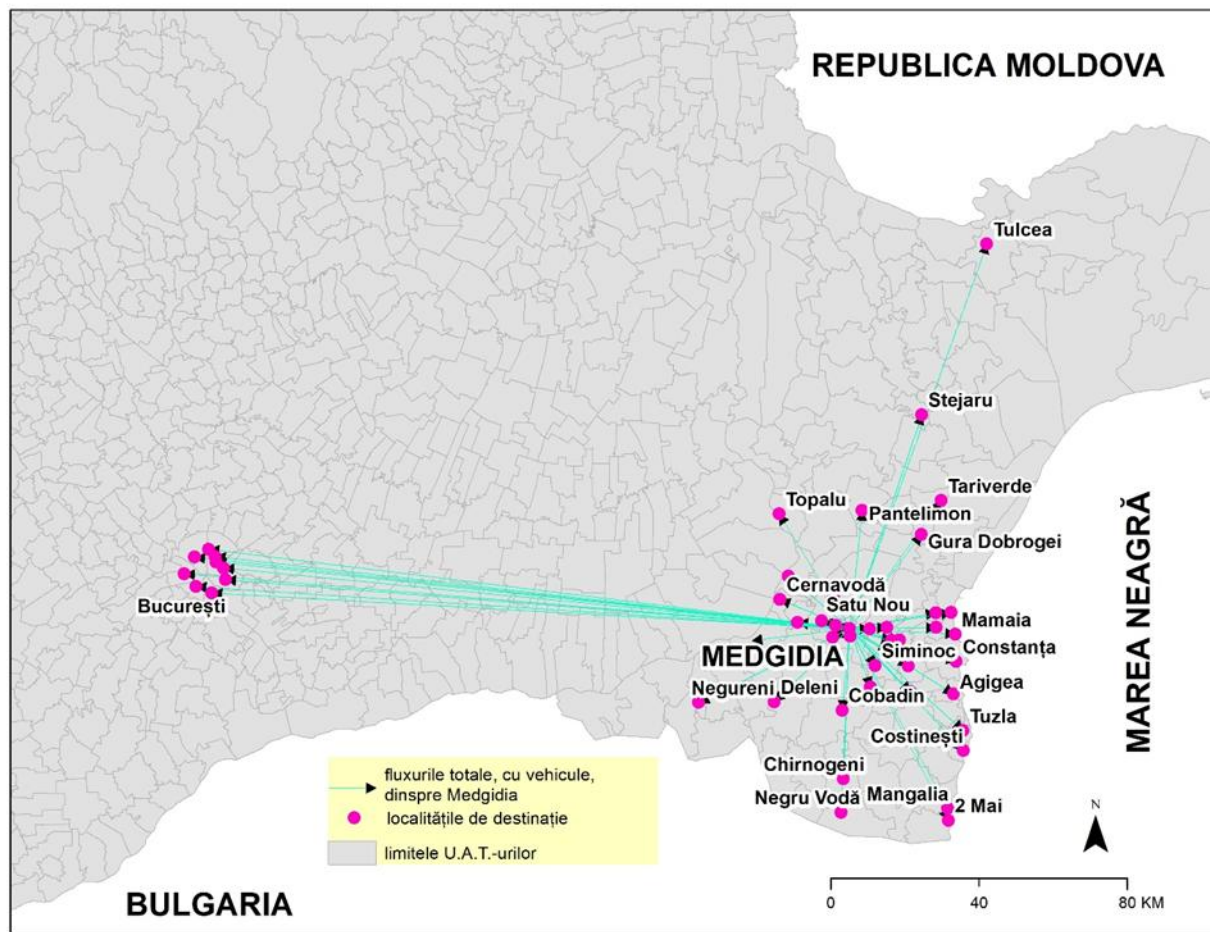 REPUBLICA MOLDOVA
Tulcea
Stejaru
Tariverde
Topalu
Pantelimon
Gura Dobrogei
MAREA NEAGRĂ
Cernavodă
București
Satu Nou
Mamaia
MEDGIDIA
Siminoc
Constanța
Negureni
Deleni
Cobadin
Agigea
Tuzla
Costinești
Chirnogeni
Negru Vodă
Mangalia
2 Mai
fluxurile totale, cu vehicule,
dinspre Medgidia
localitățile de destinație
limitele U.A.T.-urilor
N
BULGARIA
0 40 80 KM